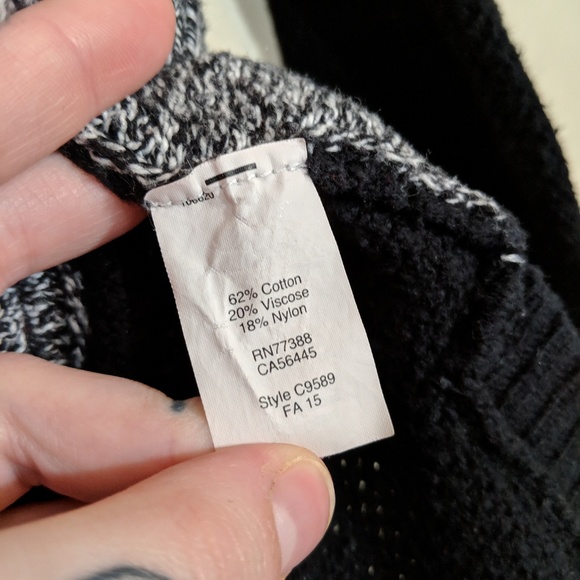 62% Cotton
20% Viscose
18% Nylon
RN77388
CA56445
Style C9589
FA 15